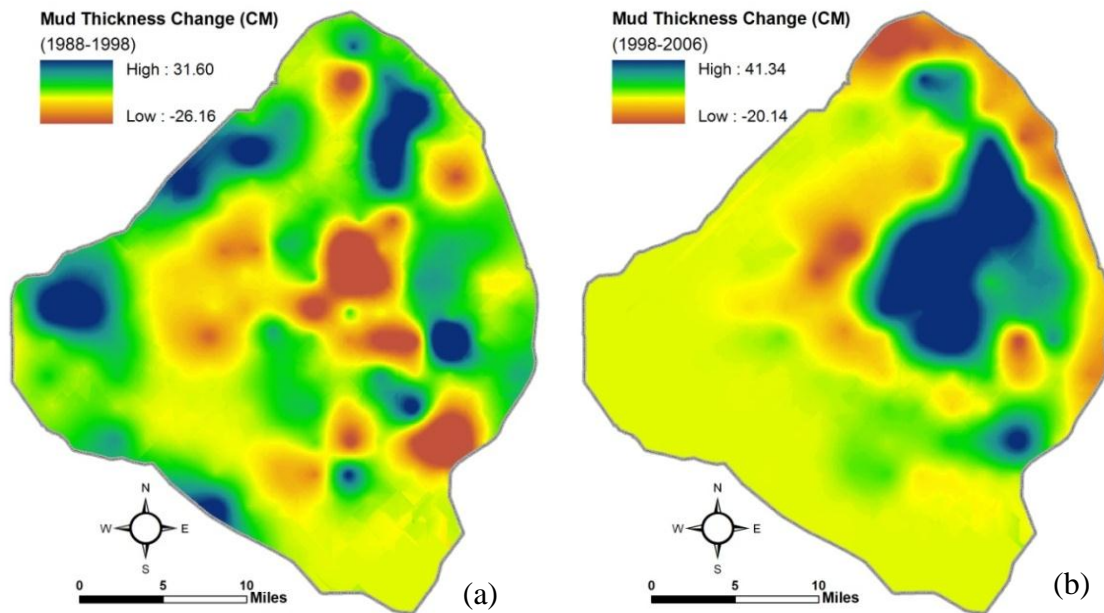 Mud Thickness Change (CM)
(1988-1998)
High : 31.60
Low : -26.16
N
W E
S
0 5 10
Miles
(a)
Mud Thickness Change (CM)
(1998-2006)
High : 41.34
Low : -20.14
N
W E
S
0 5 10
Miles
(b)